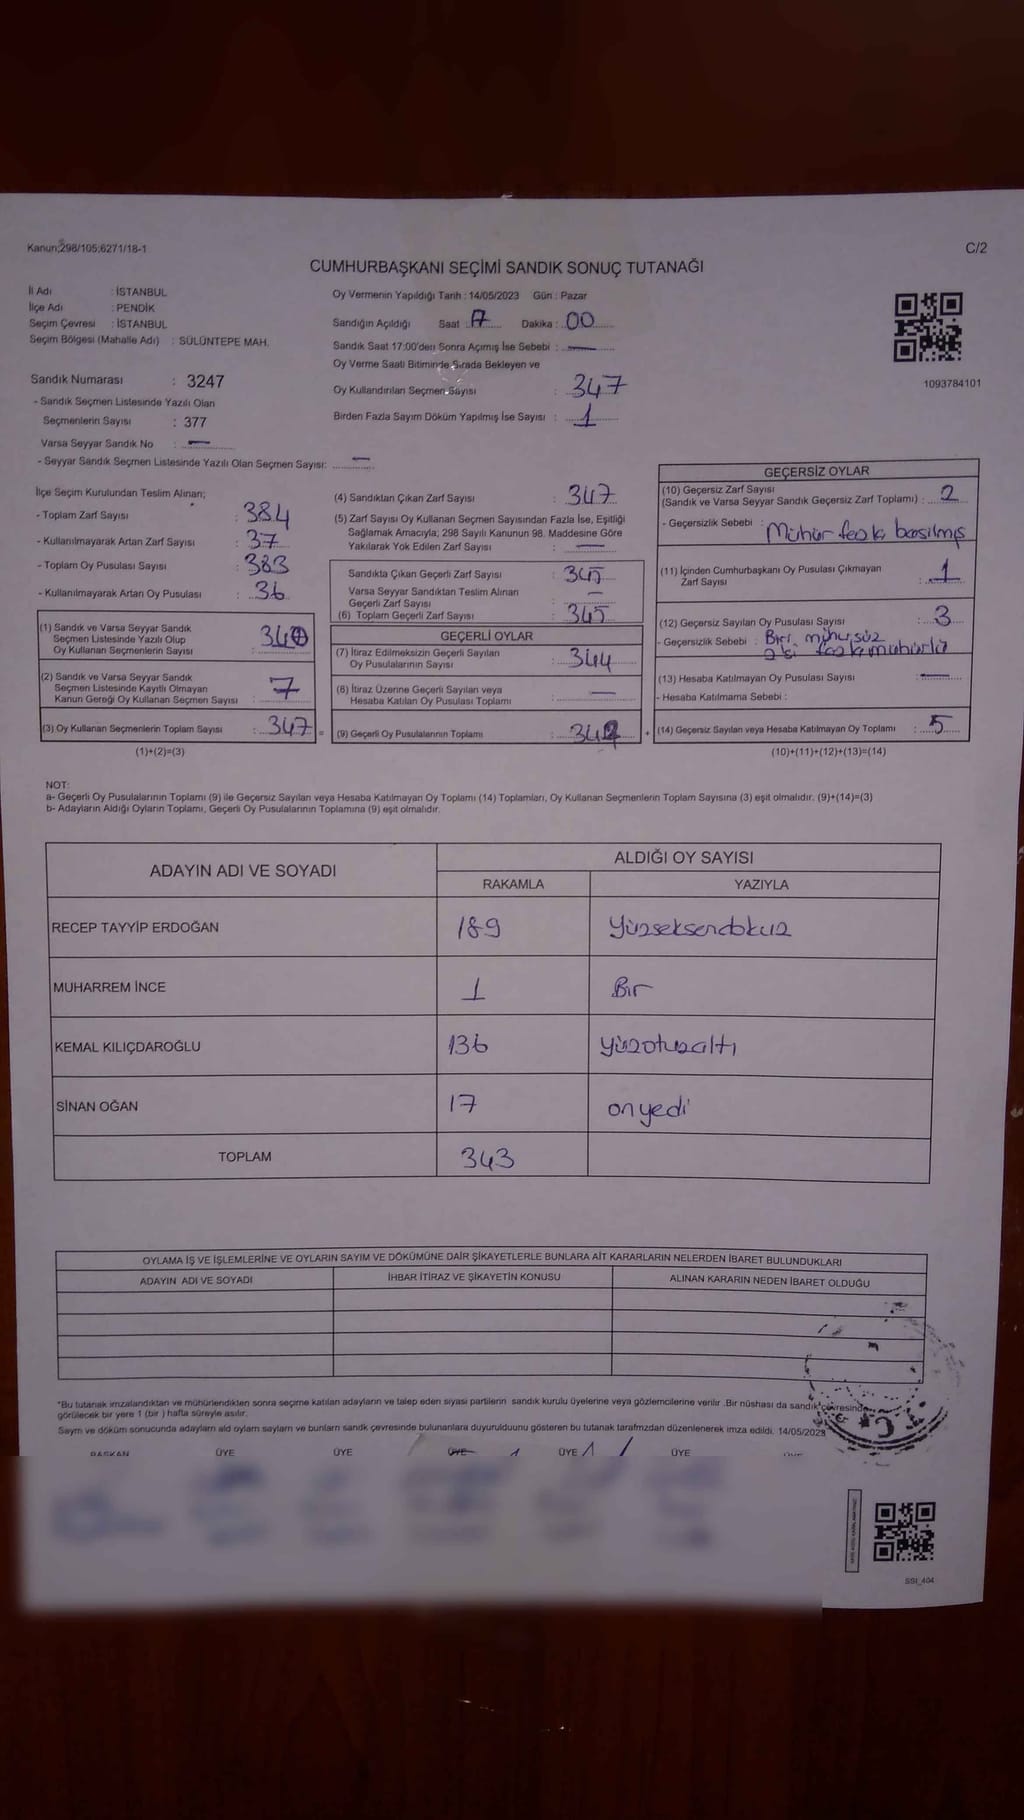 Kanun;298/105;6271/18-1
C/2
CUMHURBAŞKANI SEÇİMİ SANDIK SONUÇ TUTANAĞI
İl Adı : İSTANBUL
İlçe Adı : PENDİK
Seçim Çevresi : İSTANBUL
Seçim Bölgesi (Mahalle Adı) : SÜLÜNTEPE MAH.
Sandık Numarası : 3247
- Sandık Seçmen Listesinde Yazılı Olan
Seçmenlerin Sayısı : 377
Varsa Seyyar Sandık No : —
- Seyyar Sandık Seçmen Listesinde Yazılı Olan Seçmen Sayısı: —
Oy Vermenin Yapıldığı Tarih : 14/05/2023 Gün : Pazar
Sandığın Açıldığı Saat : 17 Dakika : 00
Sandık Saat 17:00'den Sonra Açımış İse Sebebi : —
Oy Verme Saati Bitiminde Sırada Bekleyen ve
Oy Kullandırılan Seçmen Sayısı : 347
Birden Fazla Sayım Döküm Yapılmış İse Sayısı : 1
1093784101
İlçe Seçim Kurulundan Teslim Alınan;
- Toplam Zarf Sayısı : 384
- Kullanılmayarak Artan Zarf Sayısı : 37
- Toplam Oy Pusulası Sayısı : 383
- Kullanılmayarak Artan Oy Pusulası : 36
(1) Sandık ve Varsa Seyyar Sandık
Seçmen Listesinde Yazılı Olup
Oy Kullanan Seçmenlerin Sayısı : 340
(2) Sandık ve Varsa Seyyar Sandık
Seçmen Listesinde Kayıtlı Olmayan
Kanun Gereği Oy Kullanan Seçmen Sayısı : 7
(3) Oy Kullanan Seçmenlerin Toplam Sayısı : 347 =
(1)+(2)=(3)
(4) Sandıktan Çıkan Zarf Sayısı : 347
(5) Zarf Sayısı Oy Kullanan Seçmen Sayısından Fazla İse, Eşitliği
Sağlamak Amacıyla; 298 Sayılı Kanunun 98. Maddesine Göre
Yakılarak Yok Edilen Zarf Sayısı : —
Sandıkta Çıkan Geçerli Zarf Sayısı : 345
Varsa Seyyar Sandıktan Teslim Alınan
Geçerli Zarf Sayısı : —
(6) Toplam Geçerli Zarf Sayısı : 345
GEÇERLİ OYLAR
(7) İtiraz Edilmeksizin Geçerli Sayılan
Oy Pusulalarının Sayısı : 344
(8) İtiraz Üzerine Geçerli Sayılan veya
Hesaba Katılan Oy Pusulası Toplamı : —
(9) Geçerli Oy Pusulalarının Toplamı : 342 +
GEÇERSİZ OYLAR
(10) Geçersiz Zarf Sayısı
(Sandık ve Varsa Seyyar Sandık Geçersiz Zarf Toplamı) : 2
- Geçersizlik Sebebi : Mühür fazla basılmış
(11) İçinden Cumhurbaşkanı Oy Pusulası Çıkmayan
Zarf Sayısı : 1
(12) Geçersiz Sayılan Oy Pusulası Sayısı : 3
- Geçersizlik Sebebi : Biri mühürsüz
ikisi fazla mühürlü
(13) Hesaba Katılmayan Oy Pusulası Sayısı : —
- Hesaba Katılmama Sebebi :
(14) Geçersiz Sayılan veya Hesaba Katılmayan Oy Toplamı : 5
(10)+(11)+(12)+(13)=(14)
NOT:
a- Geçerli Oy Pusulalarının Toplamı (9) ile Geçersiz Sayılan veya Hesaba Katılmayan Oy Toplamı (14) Toplamları, Oy Kullanan Seçmenlerin Toplam Sayısına (3) eşit olmalıdır. (9)+(14)=(3)
b- Adayların Aldığı Oyların Toplamı, Geçerli Oy Pusulalarının Toplamına (9) eşit olmalıdır.
ADAYIN ADI VE SOYADI
ALDIĞI OY SAYISI
RAKAMLA YAZIYLA
RECEP TAYYİP ERDOĞAN 189 Yüzseksendokuz
MUHARREM İNCE 1 Bir
KEMAL KILIÇDAROĞLU 136 yüzotuzaltı
SİNAN OĞAN 17 onyedi
TOPLAM 343
OYLAMA İŞ VE İŞLEMLERİNE VE OYLARIN SAYIM VE DÖKÜMÜNE DAİR ŞİKAYETLERLE BUNLARA AİT KARARLARIN NELERDEN İBARET BULUNDUKLARI
ADAYIN ADI VE SOYADI İHBAR İTİRAZ VE ŞİKAYETİN KONUSU ALINAN KARARIN NEDEN İBARET OLDUĞU
*Bu tutanak imzalandıktan ve mühürlendikten sonra seçime katılan adayların ve talep eden siyasi partilerin sandık kurulu üyelerine veya gözlemcilerine verilir .Bir nüshası da sandık çevresinde
görülecek bir yere 1 (bir ) hafta süreyle asılır.
Sayım ve döküm sonucunda adayların ald oyların sayların ve bunların sandık çevresinde bulunanlara duyurulduunu gösteren bu tutanak tarafmzdan düzenlenerek imza edildi. 14/05/2023
T.C.
BAŞKAN ÜYE ÜYE ÜYE ÜYE ÜYE
SSİ_404